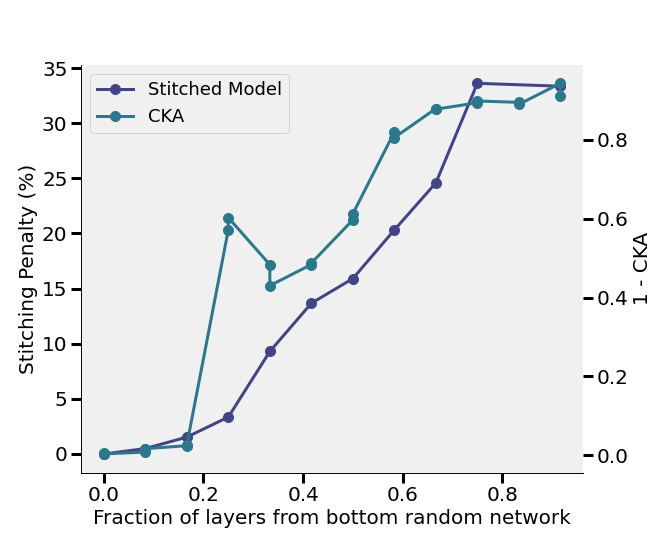 Stitched Model
CKA
35
30
25
20
15
10
5
0
Stitching Penalty (%)
0.8
0.6
0.4
0.2
0.0
1 - CKA
0.0 0.2 0.4 0.6 0.8
Fraction of layers from bottom random network